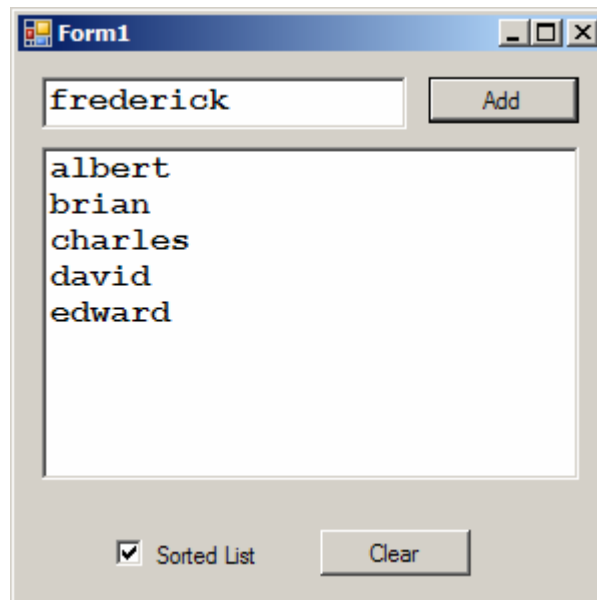 Form1
frederick
Add
albert
brian
charles
david
edward
Sorted List
Clear